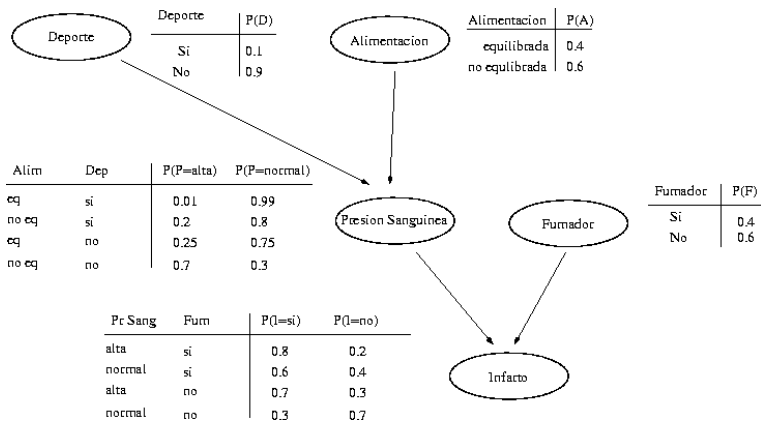 Deporte
Deporte P(D)
Si 0.1
No 0.9
Alimentacion
Alimentacion P(A)
equilibrada 0.4
no equlibrada 0.6
Alim Dep P(P=alta) P(P=normal)
eq si 0.01 0.99
no eq si 0.2 0.8
eq no 0.25 0.75
no eq no 0.7 0.3
Presion Sanguinea
Fumador
Fumador P(F)
Si 0.4
No 0.6
Pr Sang Fum P(I=si) P(I=no)
alta si 0.8 0.2
normal si 0.6 0.4
alta no 0.7 0.3
normal no 0.3 0.7
Infarto